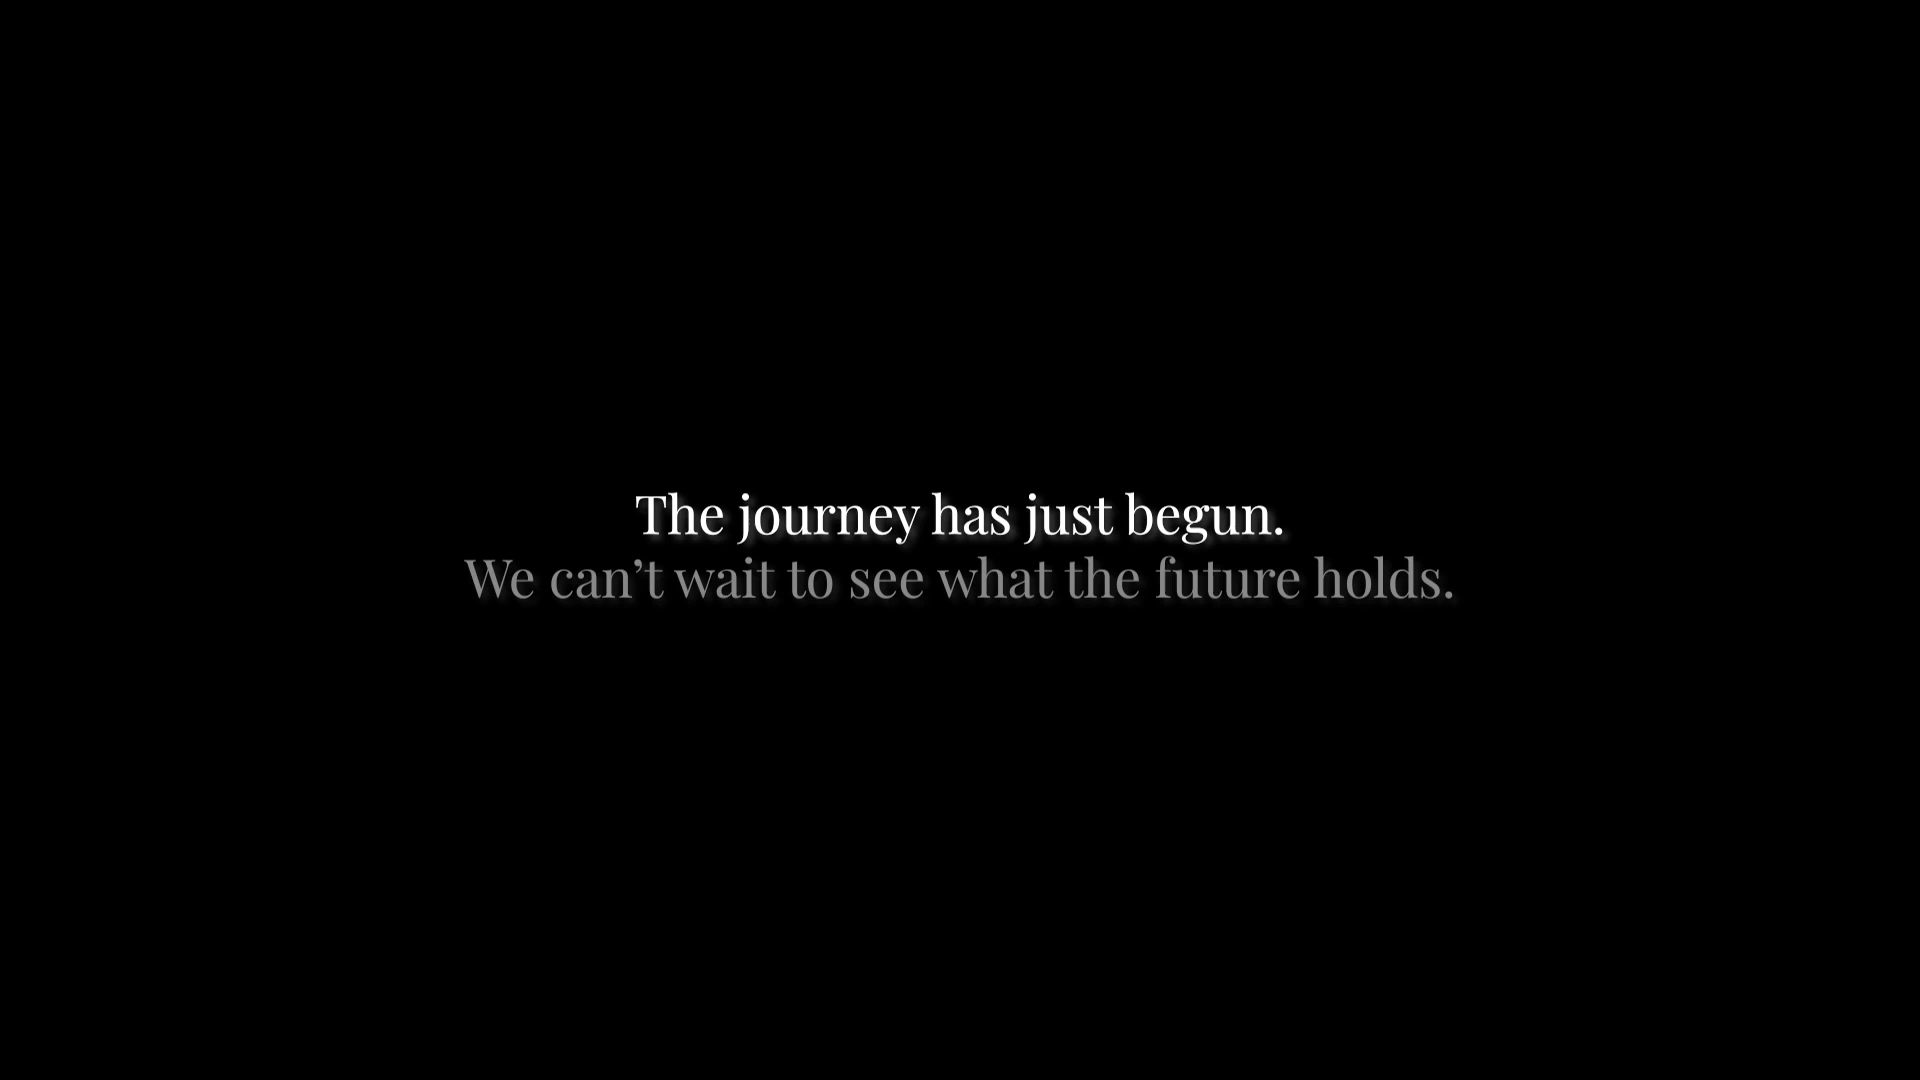 The journey has just begun.
We can’t wait to see what the future holds.